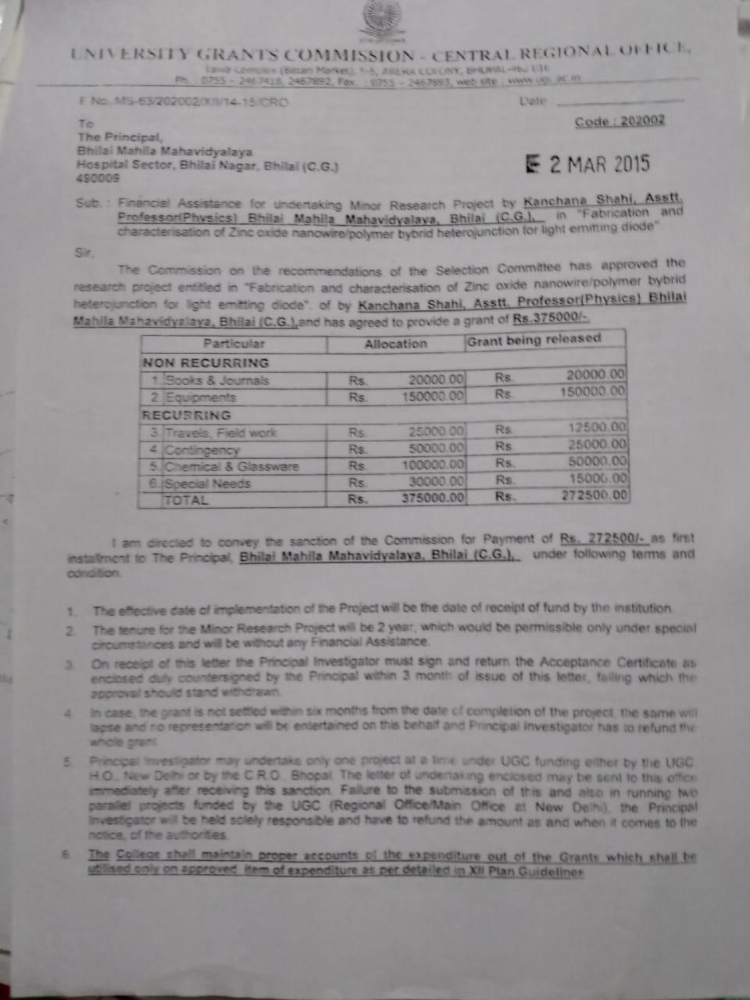 UNIVERSITY GRANTS COMMISSION - CENTRAL REGIONAL OFFICE,
Tawa Complex (Bittan Market), E-5, ARERA COLONY, BHOPAL-462 016
Ph. : 0755 - 2467418, 2467892, Fax. : 0755 - 2467893, web site : www.ugc.ac.in
F No. MS-63/202002/XII/14-15/CRO Date
To Code : 202002
The Principal,
Bhilai Mahila Mahavidyalaya
Hospital Sector, Bhilai Nagar, Bhilai (C.G.) 2 MAR 2015
490009
Sub. : Financial Assistance for undertaking Minor Research Project by Kanchana Shahi, Asstt.
Professor(Physics) Bhilai Mahila Mahavidyalaya, Bhilai (C.G.), in "Fabrication and
characterisation of Zinc oxide nanowire/polymer bybrid heterojunction for light emitting diode"
Sir,
The Commission on the recommendations of the Selection Committee has approved the
research project entitled in "Fabrication and characterisation of Zinc oxide nanowire/polymer bybrid
heterojunction for light emitting diode". of by Kanchana Shahi, Asstt. Professor(Physics) Bhilai
Mahila Mahavidyalaya, Bhilai (C.G.),and has agreed to provide a grant of Rs.375000/-.
Particular Allocation Grant being released
NON RECURRING
1. Books & Journals Rs. 20000.00 Rs. 20000.00
2. Equipments Rs. 150000.00 Rs. 150000.00
RECURRING
3. Travels, Field work Rs. 25000.00 Rs. 12500.00
4. Contingency Rs. 50000.00 Rs. 25000.00
5. Chemical & Glassware Rs. 100000.00 Rs. 50000.00
6. Special Needs Rs. 30000.00 Rs. 15000.00
TOTAL Rs. 375000.00 Rs. 272500.00
I am directed to convey the sanction of the Commission for Payment of Rs. 272500/- as first
installment to The Principal, Bhilai Mahila Mahavidyalaya, Bhilai (C.G.), under following terms and
condition.
1. The effective date of implementation of the Project will be the date of receipt of fund by the institution.
2. The tenure for the Minor Research Project will be 2 year, which would be permissible only under special
circumstances and will be without any Financial Assistance.
3. On receipt of this letter the Principal Investigator must sign and return the Acceptance Certificate as
enclosed duly countersigned by the Principal within 3 month of issue of this letter, failing which the
approval should stand withdrawn.
4. In case, the grant is not settled within six months from the date of completion of the project, the same will
lapse and no representation will be entertained on this behalf and Principal Investigator has to refund the
whole grant.
5. Principal Investigator may undertake only one project at a time under UGC funding either by the UGC
H.O., New Delhi or by the C.R.O., Bhopal. The letter of undertaking enclosed may be sent to this office
immediately after receiving this sanction. Failure to the submission of this and also in running two
parallel projects funded by the UGC (Regional Office/Main Office at New Delhi), the Principal
Investigator will be held solely responsible and have to refund the amount as and when it comes to the
notice, of the authorities.
6. The College shall maintain proper accounts of the expenditure out of the Grants which shall be
utilised only on approved item of expenditure as per detailed in XII Plan Guidelines